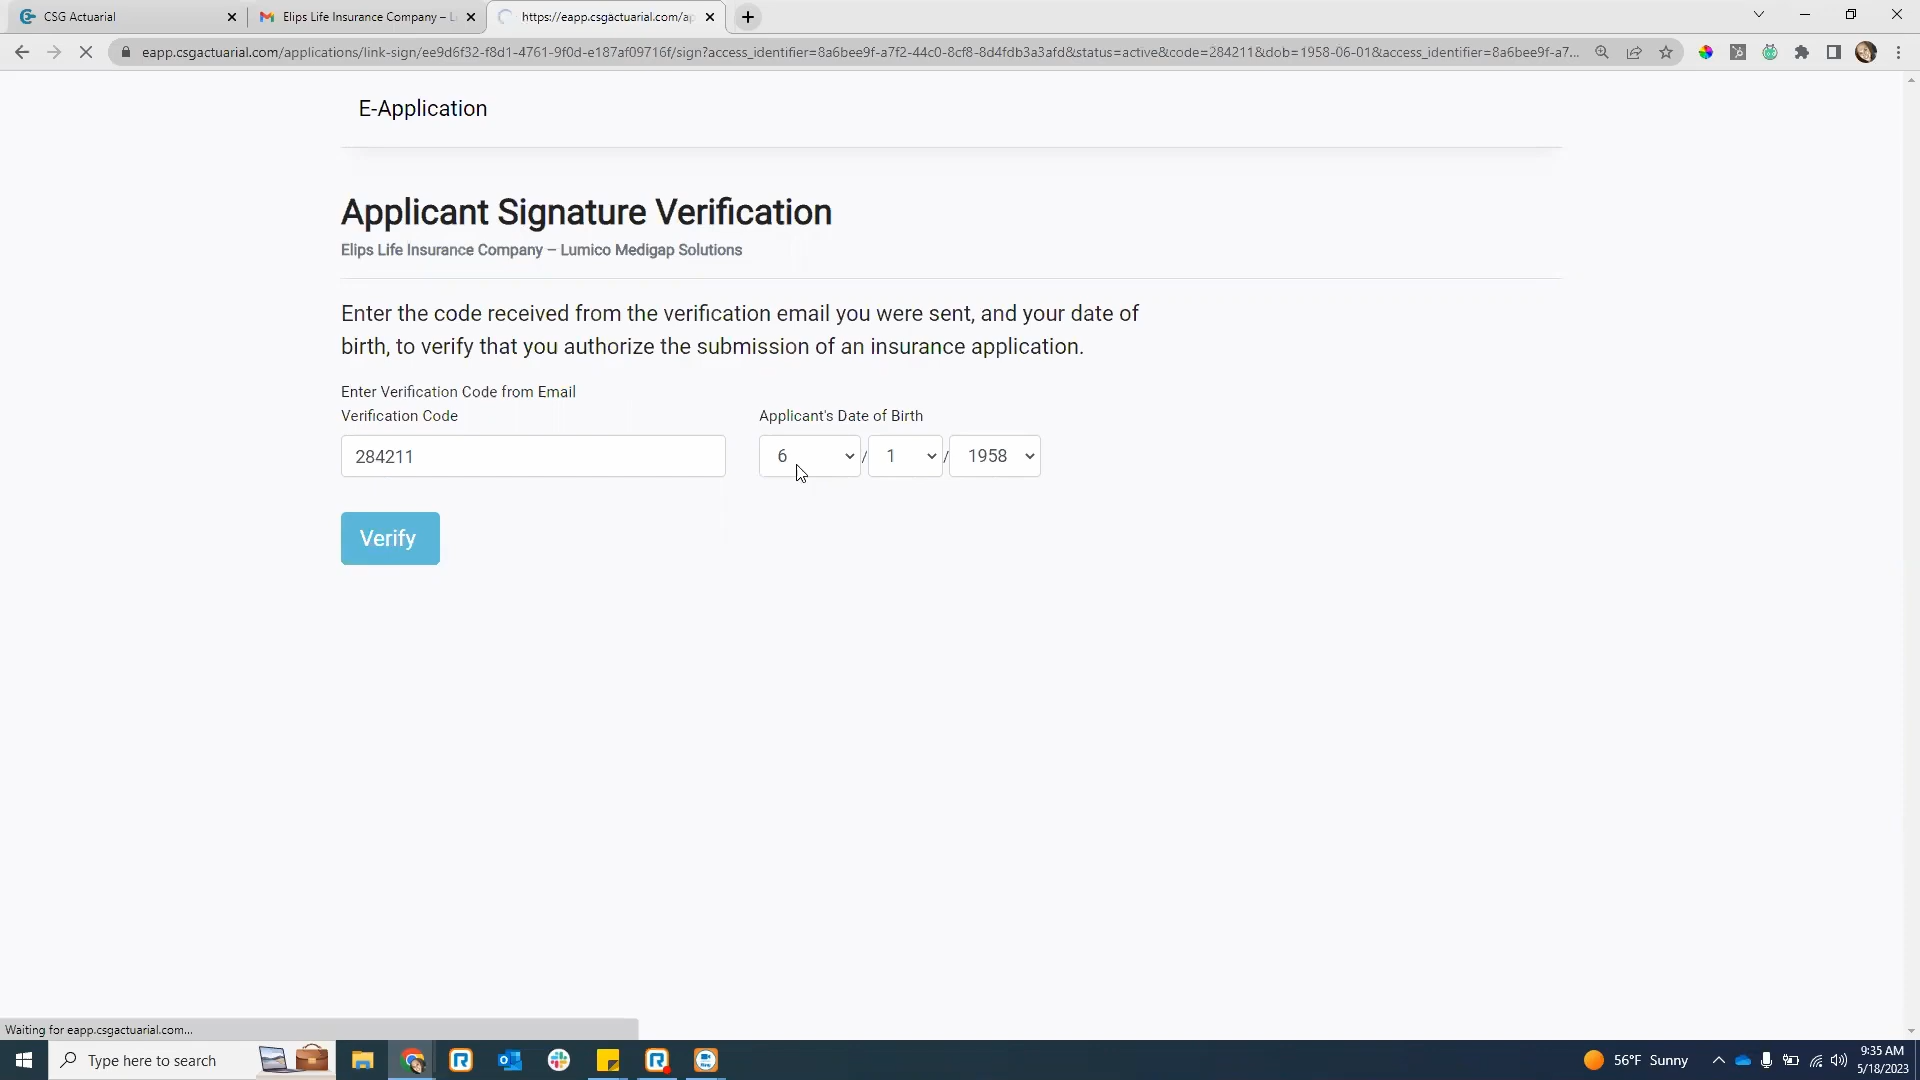 CSG Actuarial
Elips Life Insurance Company – L
https://eapp.csgactuarial.com/ap
eapp.csgactuarial.com/applications/link-sign/ee9d6f32-f8d1-4761-9f0d-e187af09716f/sign?access_identifier=8a6bee9f-a7f2-44c0-8cf8-8d4fdb3a3afd&status=active&code=284211&dob=1958-06-01&access_identifier=8a6bee9f-a7...
E-Application
Applicant Signature Verification
Elips Life Insurance Company – Lumico Medigap Solutions
Enter the code received from the verification email you were sent, and your date of
birth, to verify that you authorize the submission of an insurance application.
Enter Verification Code from Email
Verification Code
Applicant's Date of Birth
284211
6 / 1 / 1958
Verify
Waiting for eapp.csgactuarial.com...
Type here to search
56°F Sunny
9:35 AM
5/18/2023